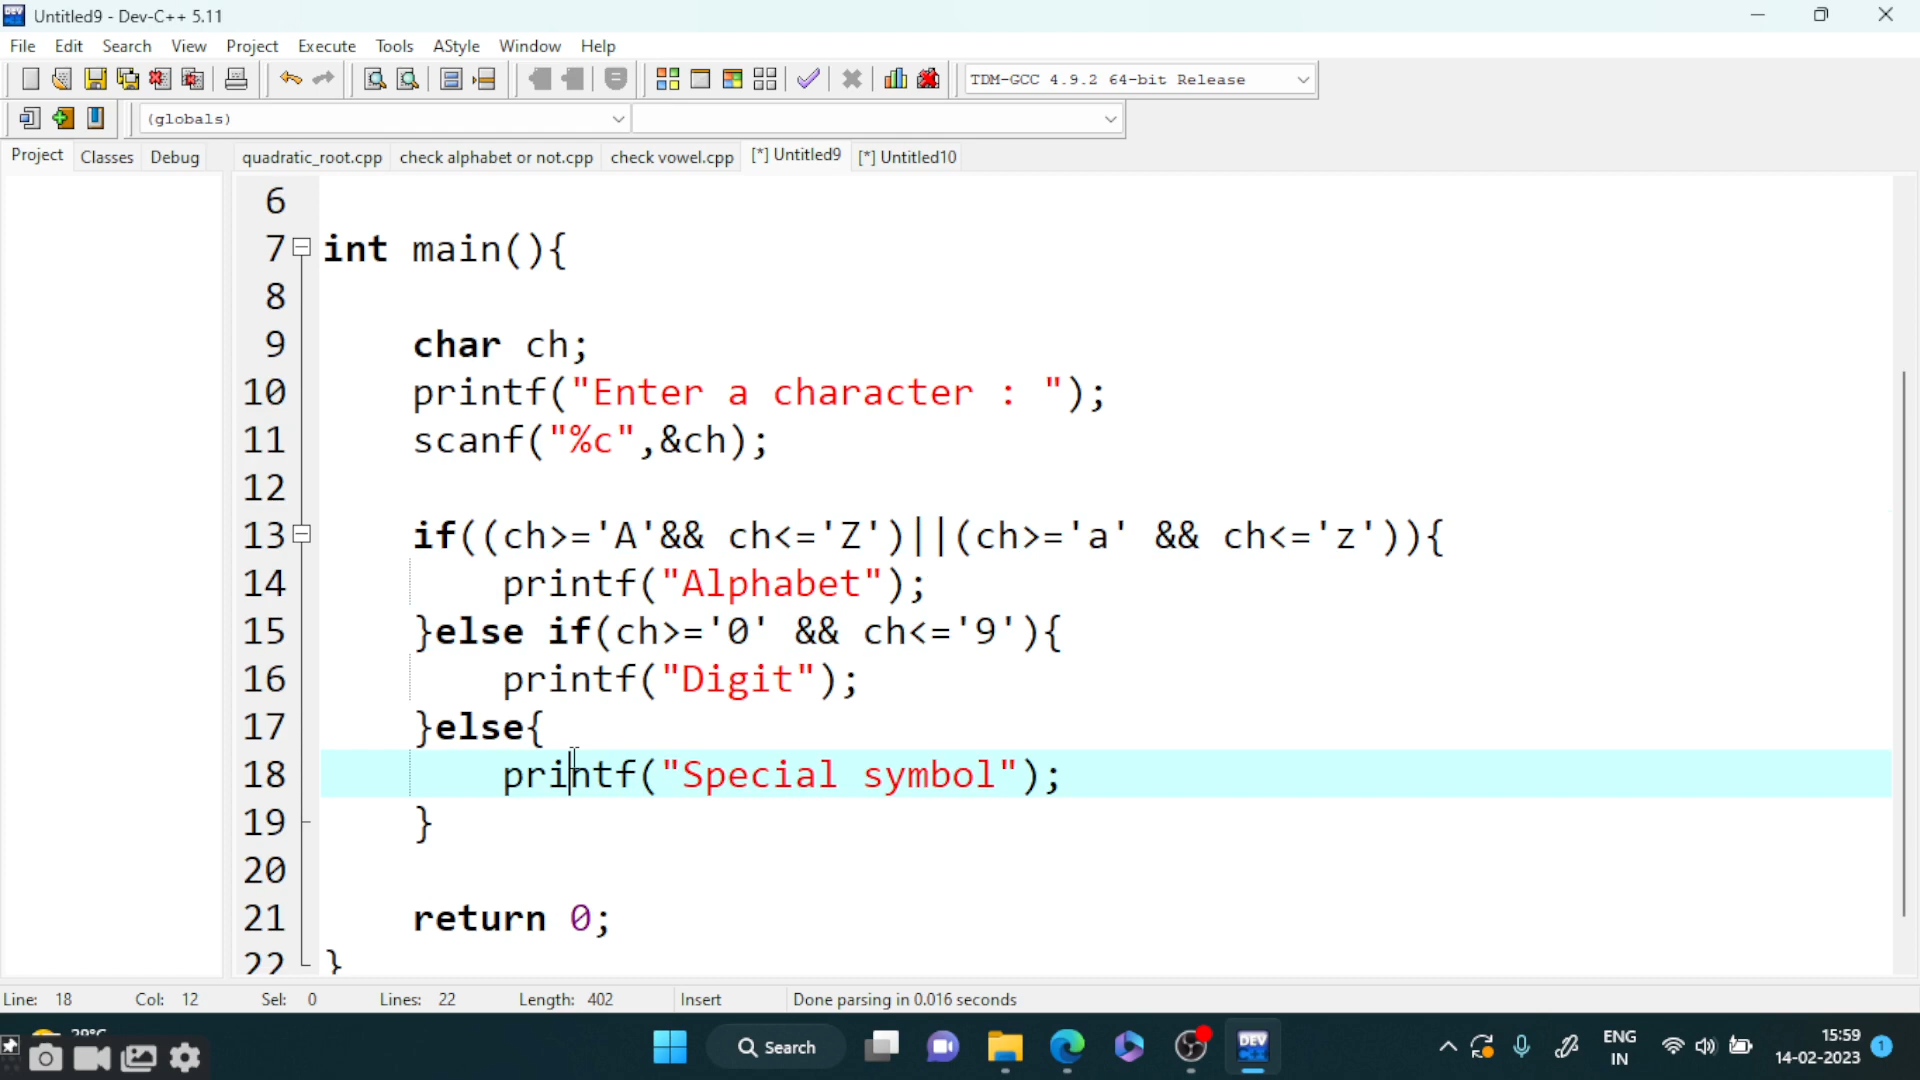 Untitled9 - Dev-C++ 5.11
File Edit Search View Project Execute Tools AStyle Window Help
TDM-GCC 4.9.2 64-bit Release
(globals)
Project Classes Debug quadratic_root.cpp check alphabet or not.cpp check vowel.cpp [*] Untitled9 [*] Untitled10
6
7 int main(){
8
9 char ch;
10 printf("Enter a character : ");
11 scanf("%c",&ch);
12
13 if((ch>='A'&& ch<='Z')||(ch>='a' && ch<='z')){
14 printf("Alphabet");
15 }else if(ch>='0' && ch<='9'){
16 printf("Digit");
17 }else{
18 printf("Special symbol");
19 }
20
21 return 0;
22 }
Line: 18 Col: 12 Sel: 0 Lines: 22 Length: 402 Insert Done parsing in 0.016 seconds
Search
DEV
ENG
IN
15:59
14-02-2023
1